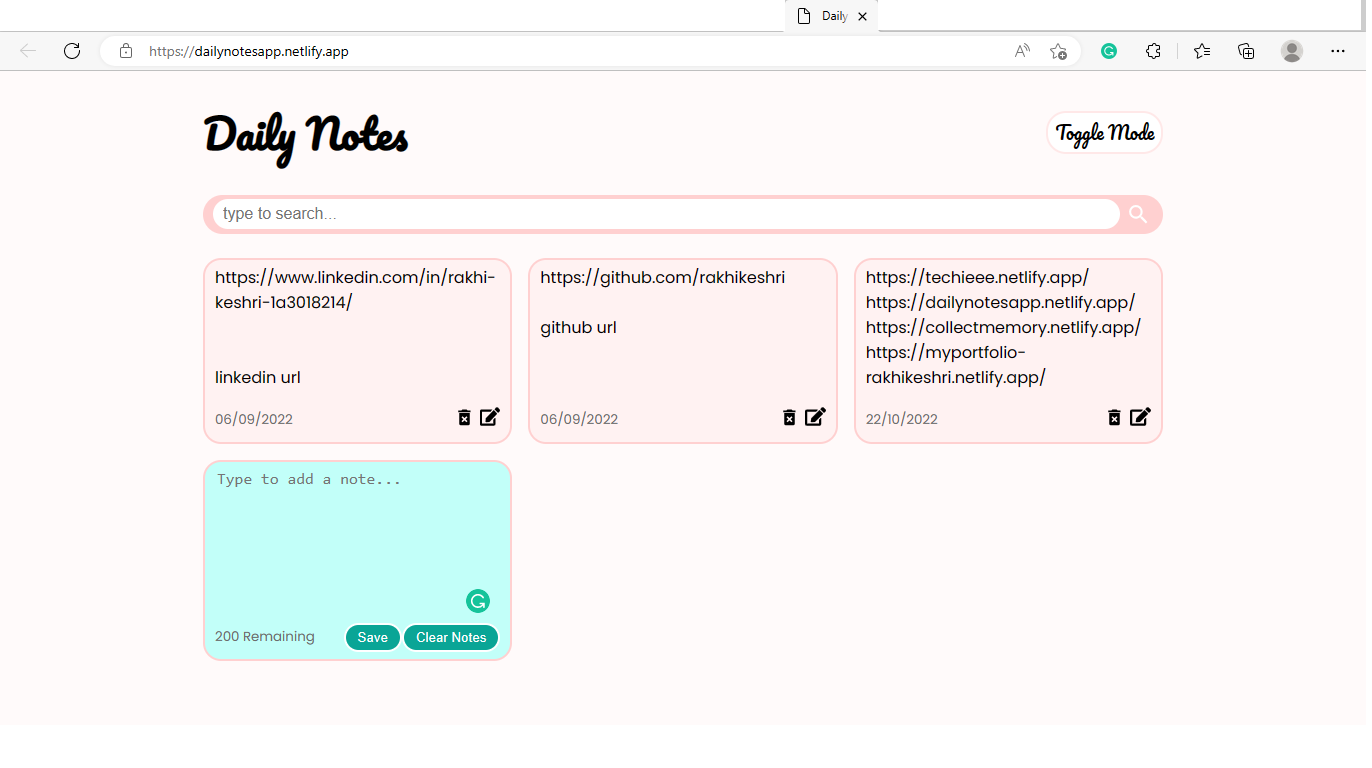 Daily
https://dailynotesapp.netlify.app
Daily Notes
Toggle Mode
type to search...
https://www.linkedin.com/in/rakhi-
keshri-1a3018214/
linkedin url
06/09/2022
https://github.com/rakhikeshri
github url
06/09/2022
https://techieee.netlify.app/
https://dailynotesapp.netlify.app/
https://collectmemory.netlify.app/
https://myportfolio-
rakhikeshri.netlify.app/
22/10/2022
Type to add a note...
200 Remaining
Save
Clear Notes